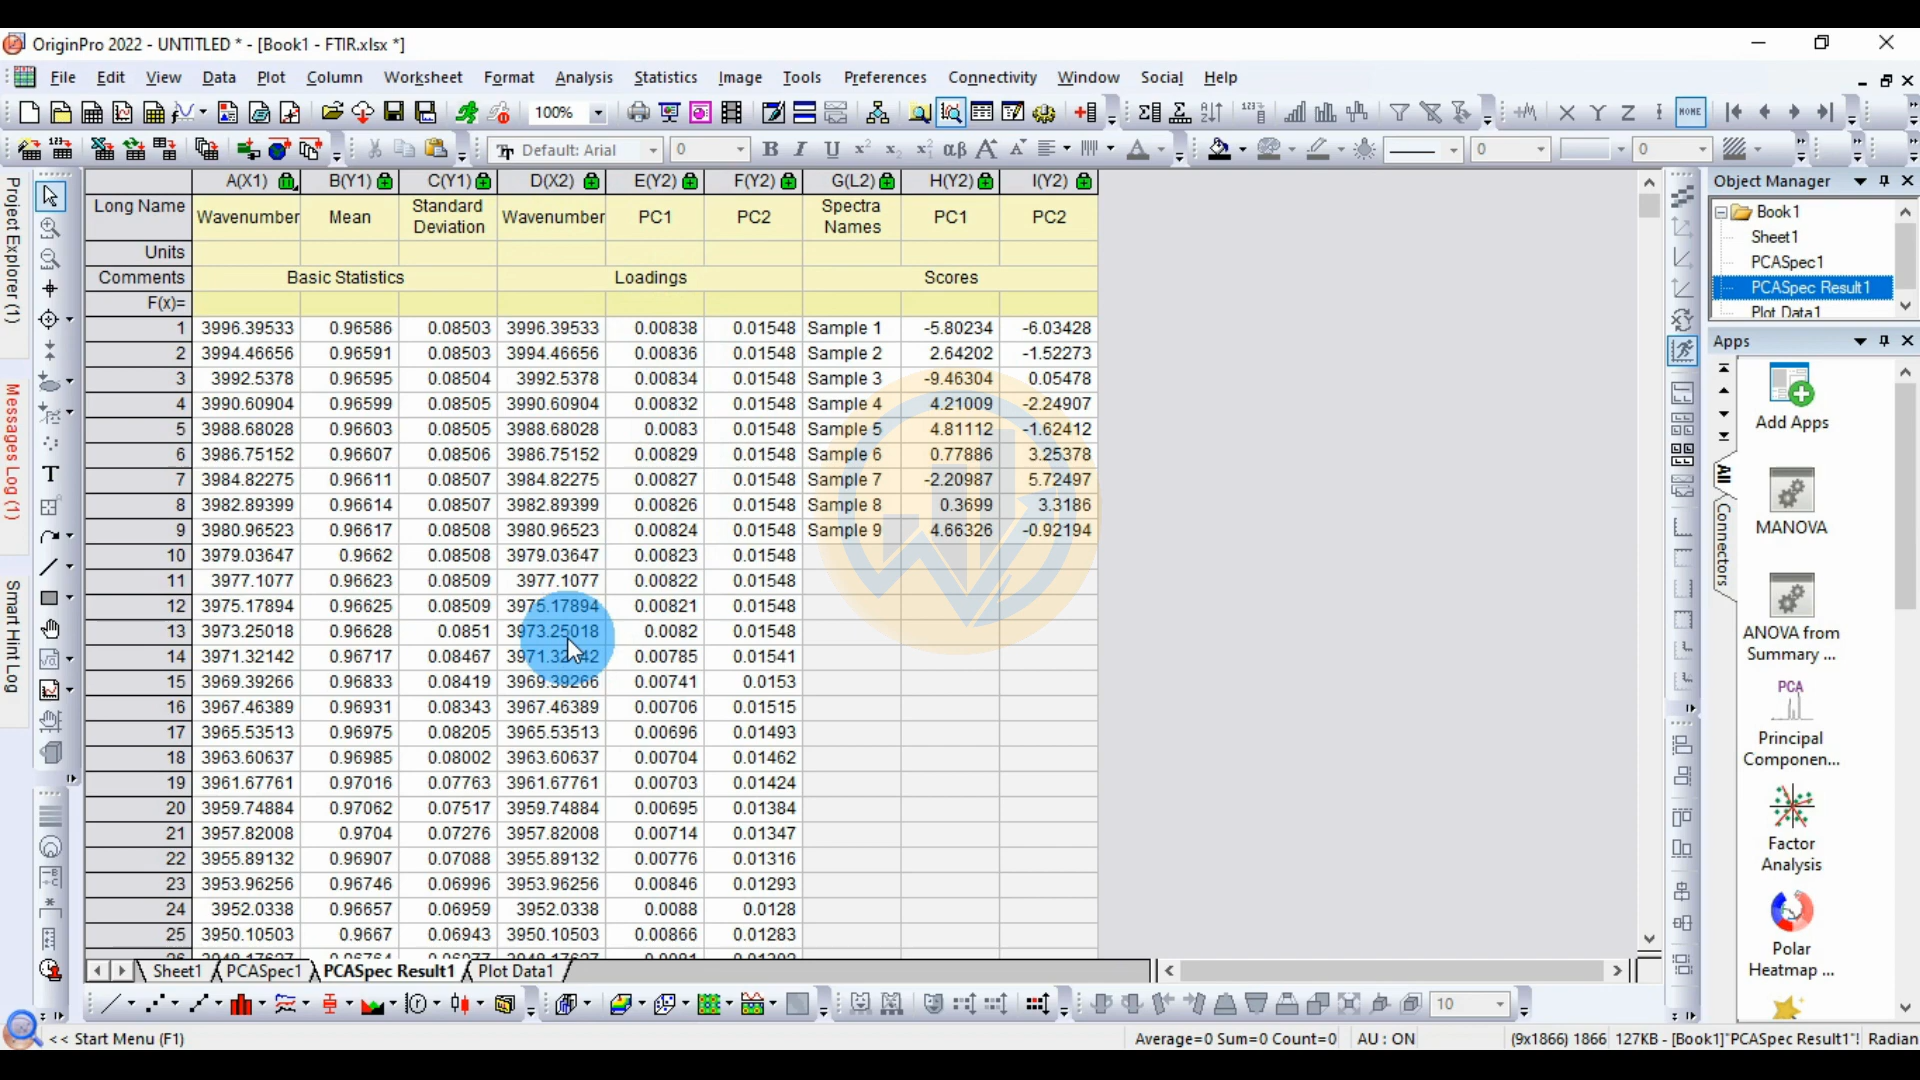 OriginPro 2022 - UNTITLED * - [Book1 - FTIR.xlsx *]
File Edit View Data Plot Column Worksheet Format Analysis Statistics Image Tools Preferences Connectivity Window Social Help
100%
HOME
Default: Arial 0 B I U αβ A 0 0
Project Explorer (1)
Messages Log (1)
Smart Hint Log
A(X1) B(Y1) C(Y1) D(X2) E(Y2) F(Y2) G(L2) H(Y2) I(Y2)
Long Name Wavenumber Mean Standard Deviation Wavenumber PC1 PC2 Spectra Names PC1 PC2
Units
Comments Basic Statistics Loadings Scores
F(x)=
1 3996.39533 0.96586 0.08503 3996.39533 0.00838 0.01548 Sample 1 -5.80234 -6.03428
2 3994.46656 0.96591 0.08503 3994.46656 0.00836 0.01548 Sample 2 2.64202 -1.52273
3 3992.5378 0.96595 0.08504 3992.5378 0.00834 0.01548 Sample 3 -9.46304 0.05478
4 3990.60904 0.96599 0.08505 3990.60904 0.00832 0.01548 Sample 4 4.21009 -2.24907
5 3988.68028 0.96603 0.08505 3988.68028 0.0083 0.01548 Sample 5 4.81112 -1.62412
6 3986.75152 0.96607 0.08506 3986.75152 0.00829 0.01548 Sample 6 0.77886 3.25378
7 3984.82275 0.96611 0.08507 3984.82275 0.00827 0.01548 Sample 7 -2.20987 5.72497
8 3982.89399 0.96614 0.08507 3982.89399 0.00826 0.01548 Sample 8 0.3699 3.3186
9 3980.96523 0.96617 0.08508 3980.96523 0.00824 0.01548 Sample 9 4.66326 -0.92194
10 3979.03647 0.9662 0.08508 3979.03647 0.00823 0.01548
11 3977.1077 0.96623 0.08509 3977.1077 0.00822 0.01548
12 3975.17894 0.96625 0.08509 3975.17894 0.00821 0.01548
13 3973.25018 0.96628 0.0851 3973.25018 0.0082 0.01548
14 3971.32142 0.96717 0.08467 3971.32142 0.00785 0.01541
15 3969.39266 0.96833 0.08419 3969.39266 0.00741 0.0153
16 3967.46389 0.96931 0.08343 3967.46389 0.00706 0.01515
17 3965.53513 0.96975 0.08205 3965.53513 0.00696 0.01493
18 3963.60637 0.96985 0.08002 3963.60637 0.00704 0.01462
19 3961.67761 0.97016 0.07763 3961.67761 0.00703 0.01424
20 3959.74884 0.97062 0.07517 3959.74884 0.00695 0.01384
21 3957.82008 0.9704 0.07276 3957.82008 0.00714 0.01347
22 3955.89132 0.96907 0.07088 3955.89132 0.00776 0.01316
23 3953.96256 0.96746 0.06996 3953.96256 0.00846 0.01293
24 3952.0338 0.96657 0.06959 3952.0338 0.0088 0.0128
25 3950.10503 0.9667 0.06943 3950.10503 0.00866 0.01283
Sheet1 PCASpec1 PCASpec Result1 Plot Data1
10
Object Manager
Book1
Sheet1
PCASpec1
PCASpec Result1
Plot Data1
Apps
All
Connectors
Add Apps
MANOVA
ANOVA from
Summary ...
PCA
Principal
Componen...
Factor
Analysis
Polar
Heatmap ...
<< Start Menu (F1) Average=0 Sum=0 Count=0 AU : ON (9x1866) 1866 127KB - [Book1]"PCASpec Result1"! Radian